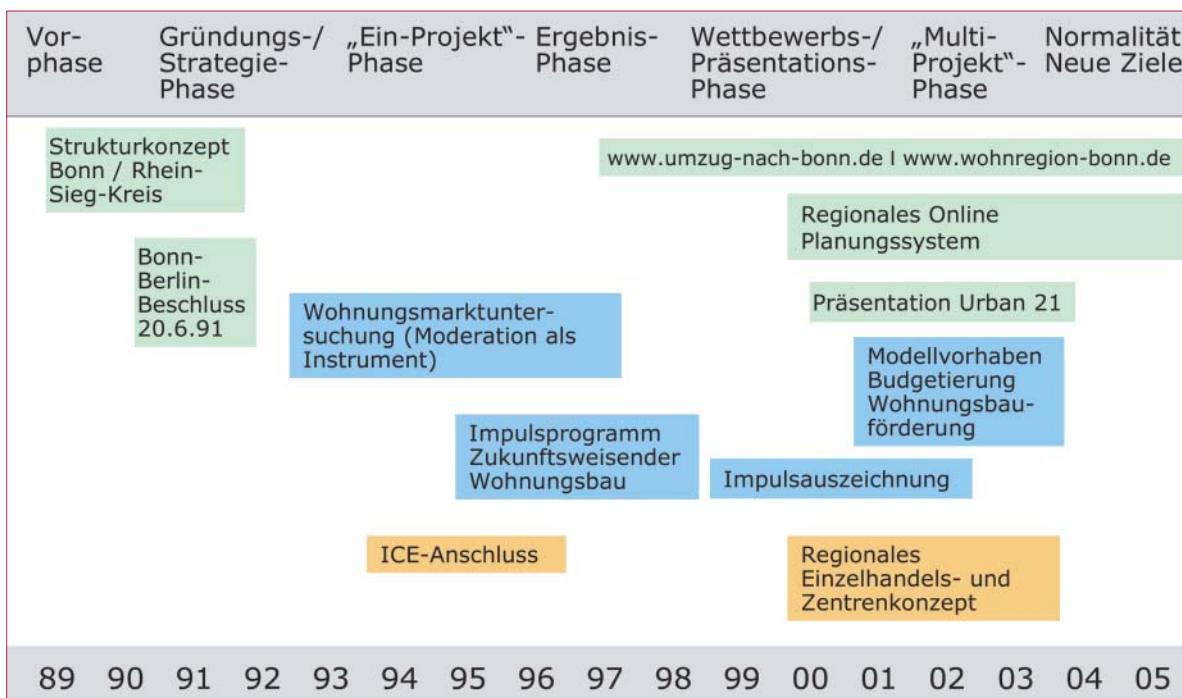 Vor-
phase
Gründungs-/
Strategie-
Phase
„Ein-Projekt“-
Phase
Ergebnis-
Phase
Wettbewerbs-/
Präsentations-
Phase
„Multi-
Projekt“-
Phase
Normalität
Neue Ziele
Strukturkonzept
Bonn / Rhein-
Sieg-Kreis
www.umzug-nach-bonn.de I www.wohnregion-bonn.de
Regionales Online
Planungssystem
Bonn-
Berlin-
Beschluss
20.6.91
Präsentation Urban 21
Wohnungsmarktunter-
suchung (Moderation als
Instrument)
Modellvorhaben
Budgetierung
Wohnungsbau-
förderung
Impulsprogramm
Zukunftsweisender
Wohnungsbau
Impulsauszeichnung
ICE-Anschluss
Regionales
Einzelhandels- und
Zentrenkonzept
89 90 91 92 93 94 95 96 97 98 99 00 01 02 03 04 05